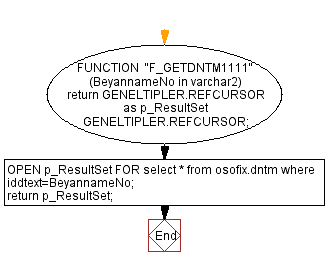 FUNCTION "F_GETDNTM1111"
(BeyannameNo in varchar2)
return GENELTIPLER.REFCURSOR
as p_ResultSet
GENELTIPLER.REFCURSOR;
OPEN p_ResultSet FOR select * from osofix.dntm where
iddtext=BeyannameNo;
return p_ResultSet;
End